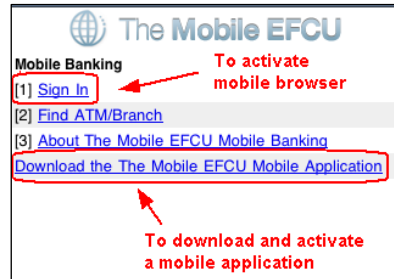 The Mobile EFCU
Mobile Banking
To activate
mobile browser
[1] Sign In
[2] Find ATM/Branch
[3] About The Mobile EFCU Mobile Banking
Download the The Mobile EFCU Mobile Application
To download and activate
a mobile application